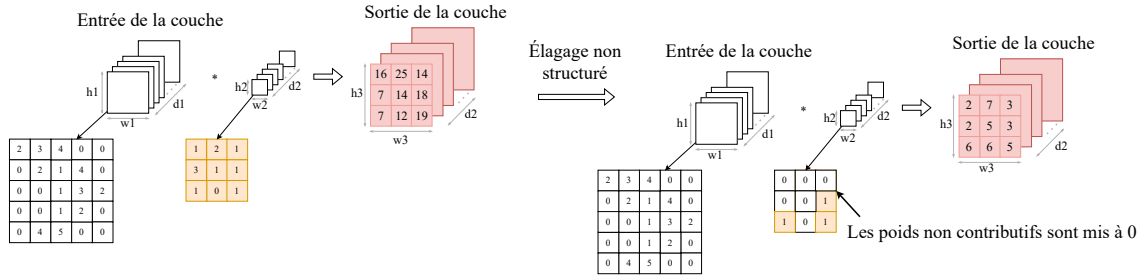 Entrée de la couche
h1
w1
d1
*
h2
w2
d2
2 3 4 0 0
0 2 1 4 0
0 0 1 3 2
0 0 1 2 0
0 4 5 0 0
1 2 1
3 1 1
1 0 1
Sortie de la couche
16 25 14
7 14 18
7 12 19
h3
w3
d2
Élagage non
structuré
Entrée de la couche
h1
w1
d1
*
h2
w2
d2
2 3 4 0 0
0 2 1 4 0
0 0 1 3 2
0 0 1 2 0
0 4 5 0 0
0 0 0
0 0 1
1 0 1
Les poids non contributifs sont mis à 0
Sortie de la couche
2 7 3
2 5 3
6 6 5
h3
w3
d2